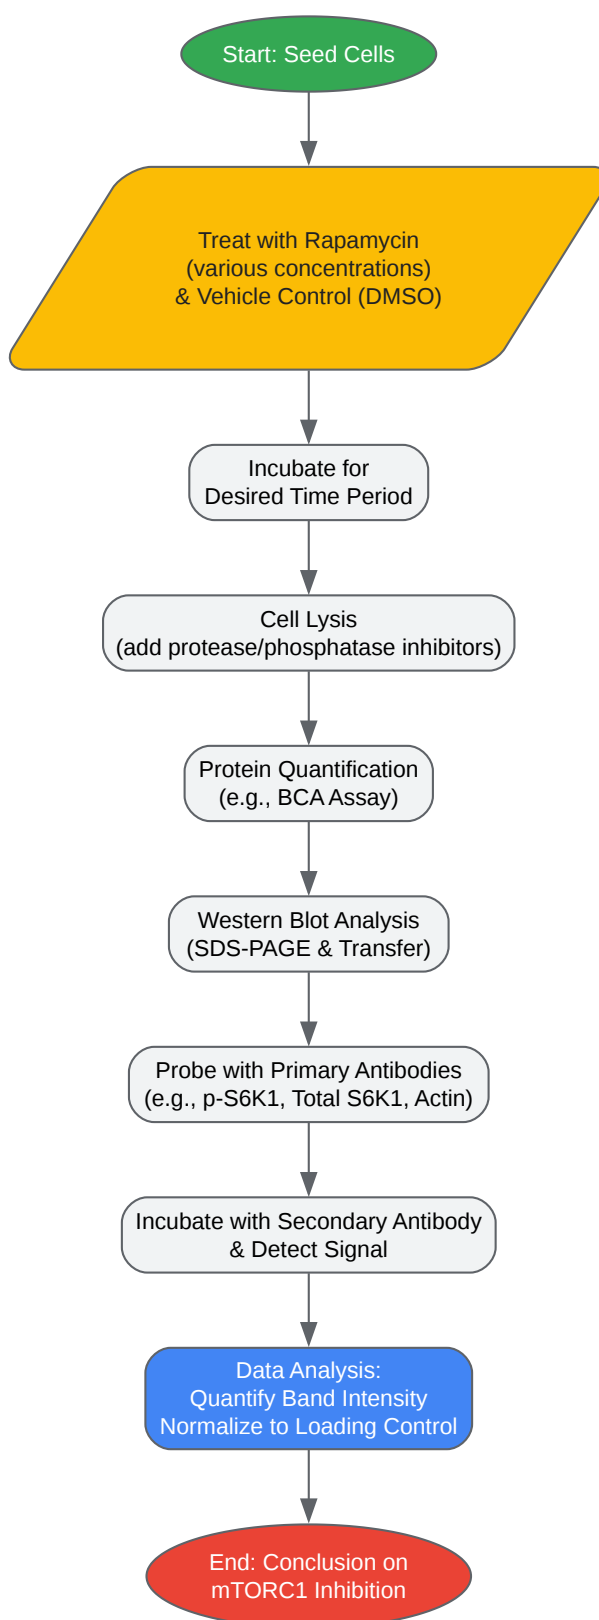 Start: Seed Cells
Treat with Rapamycin
(various concentrations)
& Vehicle Control (DMSO)
Incubate for
Desired Time Period
Cell Lysis
(add protease/phosphatase inhibitors)
Protein Quantification
(e.g., BCA Assay)
Western Blot Analysis
(SDS-PAGE & Transfer)
Probe with Primary Antibodies
(e.g., p-S6K1, Total S6K1, Actin)
Incubate with Secondary Antibody
& Detect Signal
Data Analysis:
Quantify Band Intensity
Normalize to Loading Control
End: Conclusion on
mTORC1 Inhibition